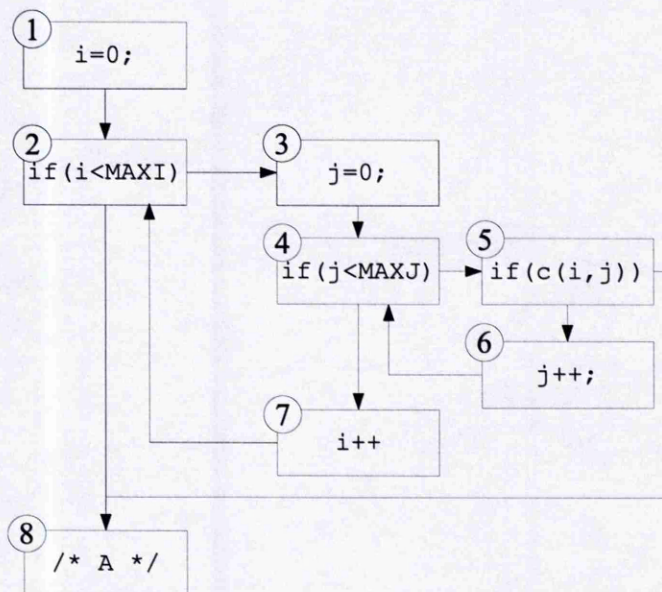 1
i=0;
2
if(i<MAXI)
3
j=0;
4
if(j<MAXJ)
5
if(c(i,j))
6
j++;
7
i++
8
/* A */